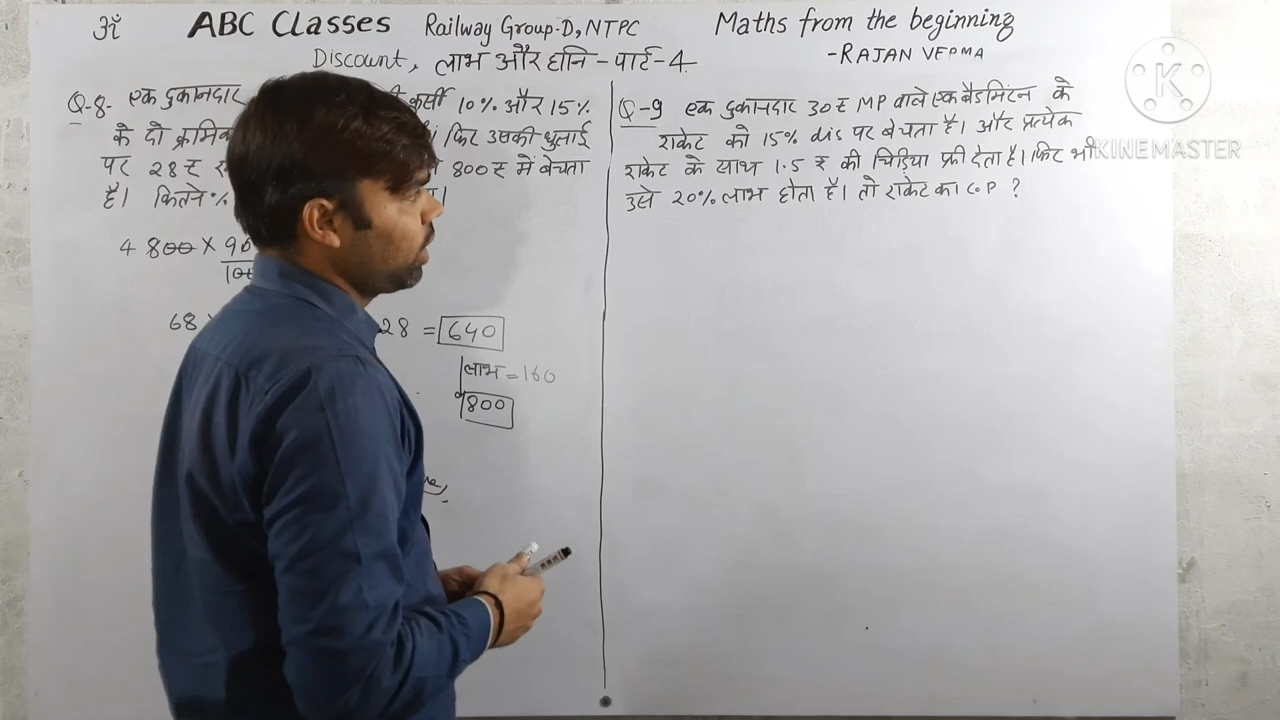 ॐ ABC Classes Railway Group-D, NTPC Maths from the beginning
Discount, लाभ और हानि - पार्ट-4
-RAJAN VERMA
Q-8- एक दुकानदार कुर्सी 10% और 15%
के दो क्रमिक फिर उसकी धुलाई
पर 28₹ 800₹ में बेचता
है। कितने %
4 800 × 90
100
68
28 = 640
लाभ = 160
800
Q-9 एक दुकानदार 30₹ MP वाले एक बैडमिंटन के
राकेट को 15% dis पर बेचता है। और प्रत्येक
राकेट के साथ 1.5 ₹ की चिड़िया फ्री देता है। फिर भी
उसे 20% लाभ होता है। तो राकेट का C.P ?
K
KINEMASTER